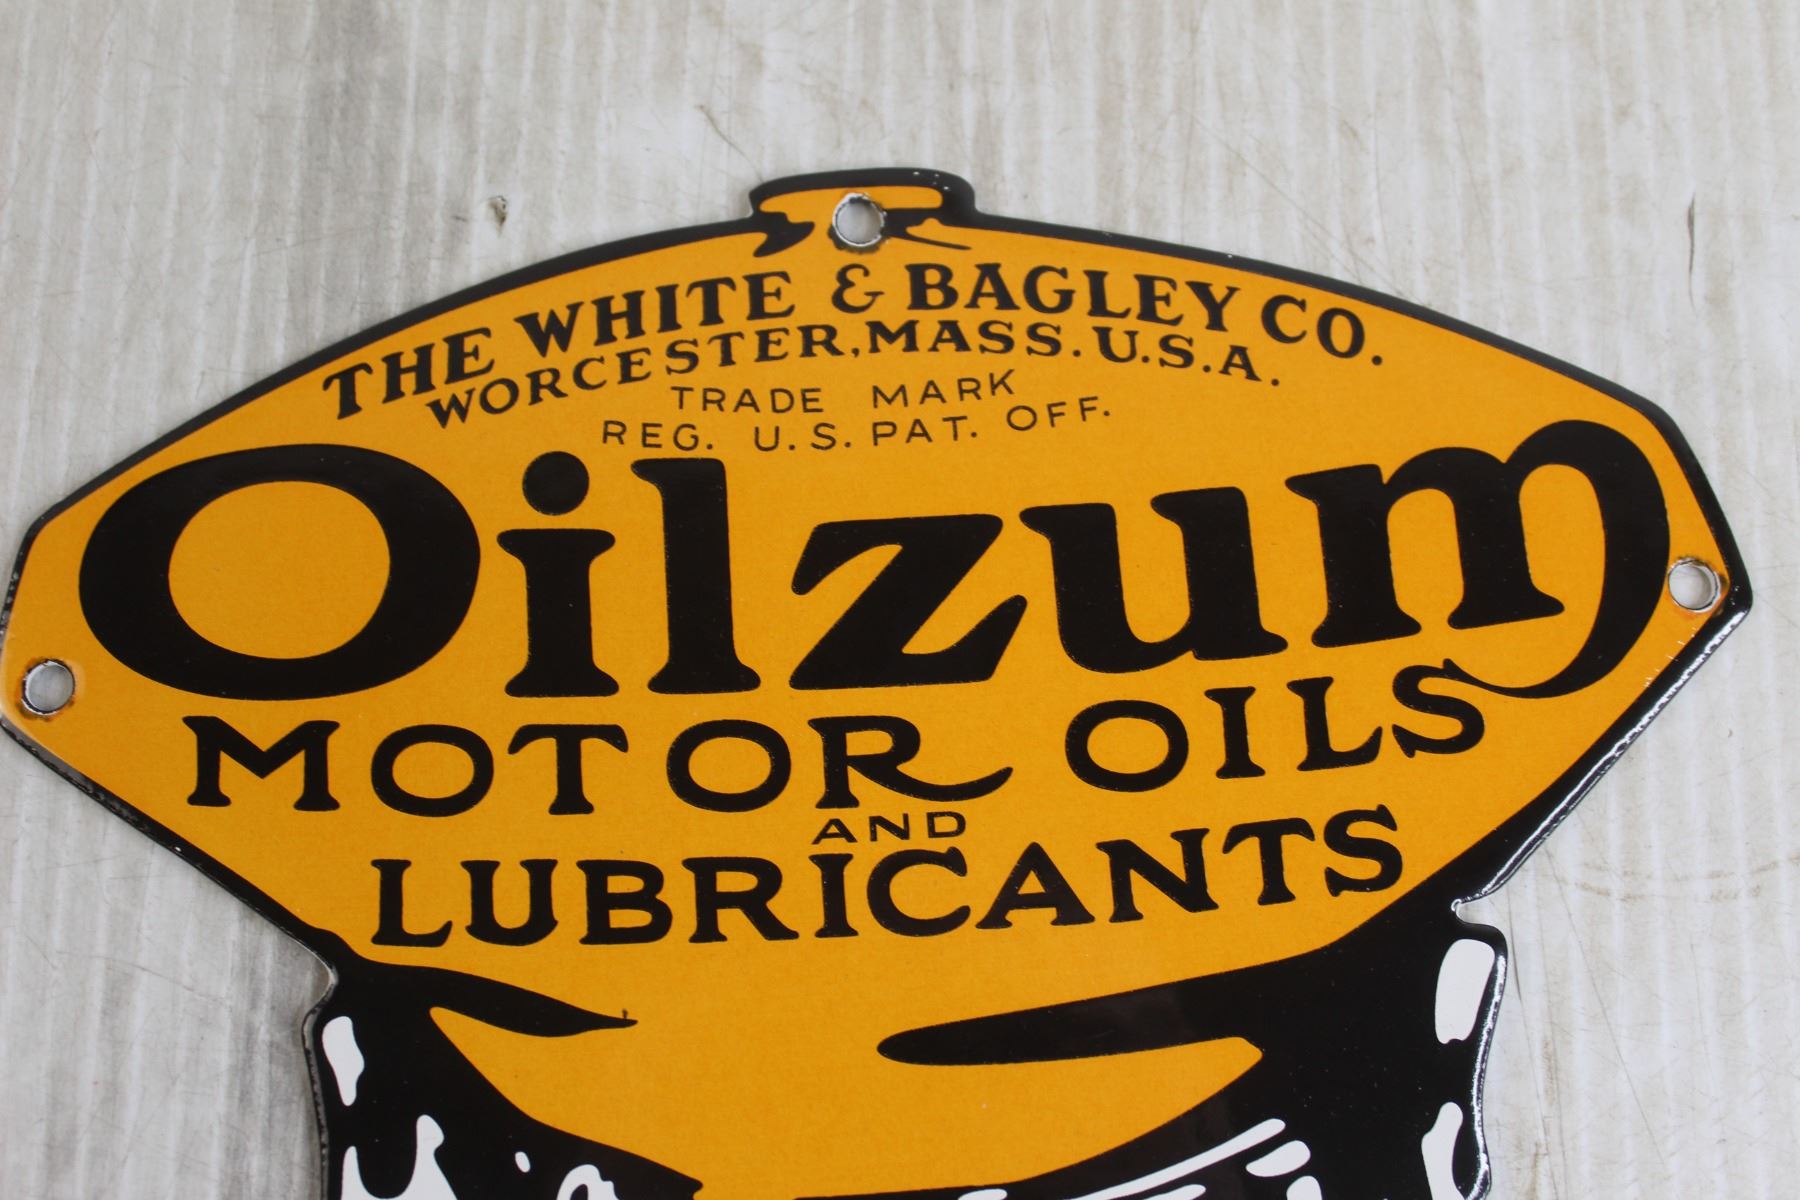 THE WHITE & BAGLEY CO.
WORCESTER, MASS. U.S.A.
TRADE MARK
REG. U.S. PAT. OFF.
Oilzum
MOTOR OILS
AND
LUBRICANTS